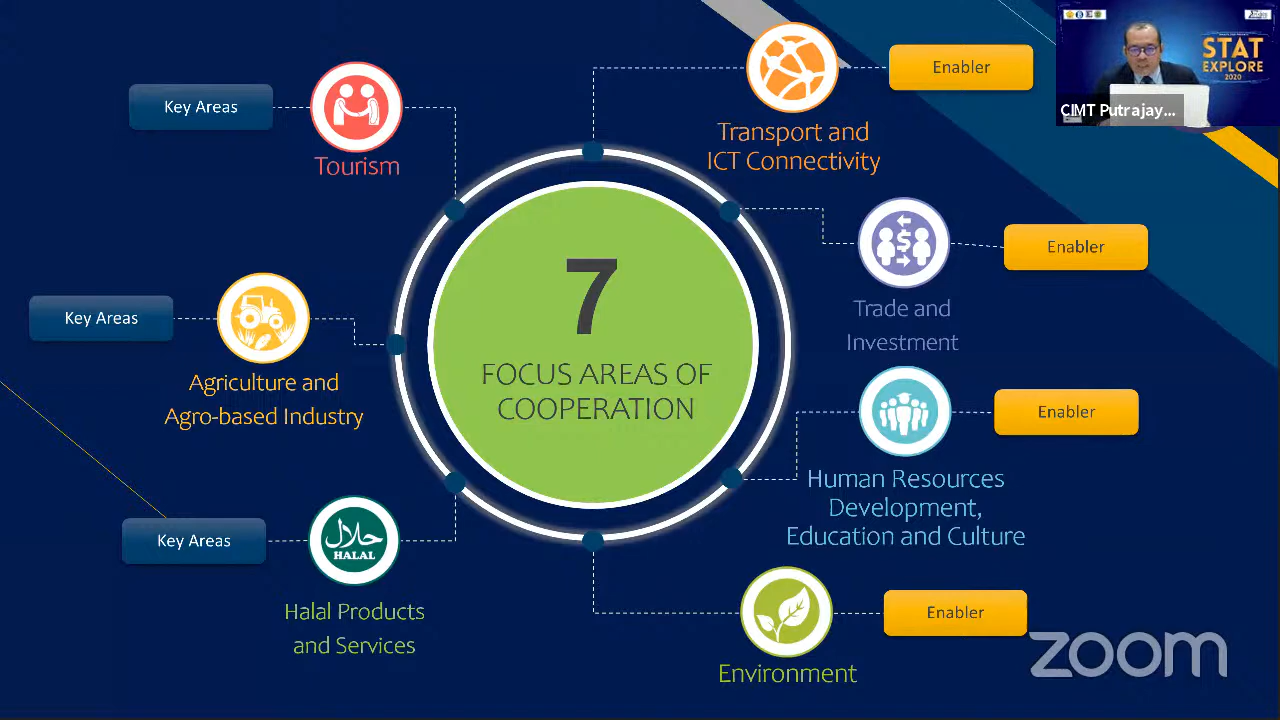 Key Areas
Tourism
Transport and
ICT Connectivity
Enabler
STAT
EXPLORE
2020
CIMT Putrajay...
7
FOCUS AREAS OF
COOPERATION
Key Areas
Agriculture and
Agro-based Industry
$
Trade and
Investment
Enabler
Human Resources
Development,
Education and Culture
Enabler
Key Areas
حلال
HALAL
Halal Products
and Services
Environment
Enabler
zoom